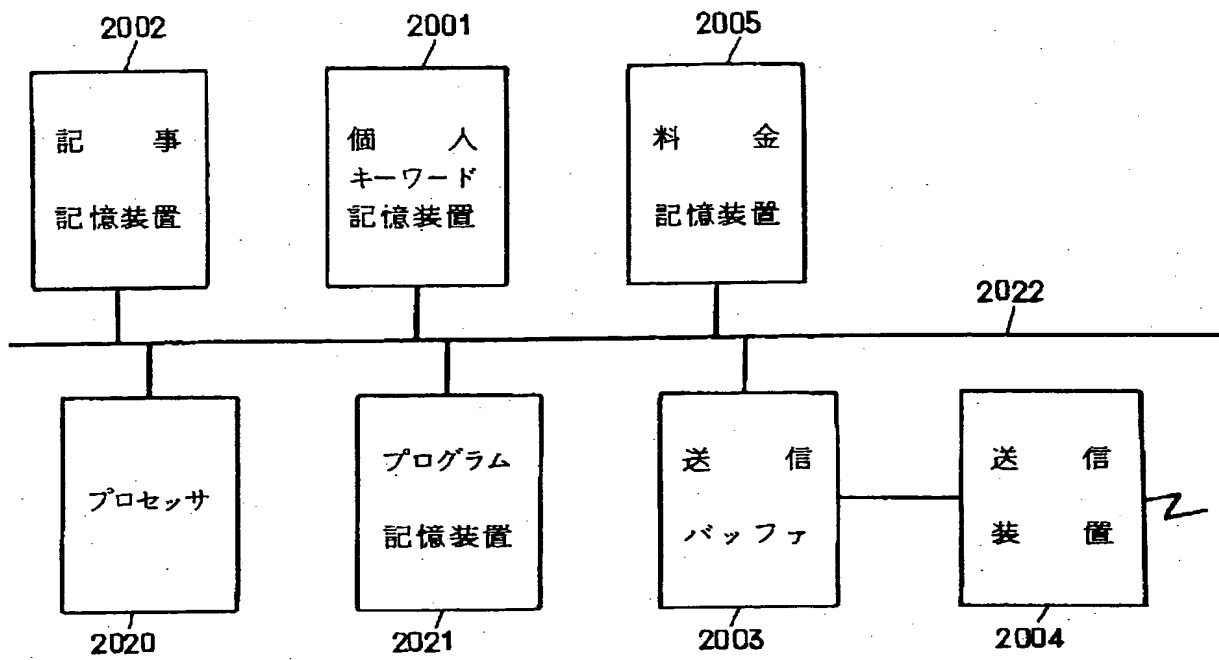 2002
2001
2005
記事
記憶装置
個人
キーワード
記憶装置
料金
記憶装置
2022
プロセッサ
プログラム
記憶装置
送信
バッファ
送信
装置
2020
2021
2003
2004